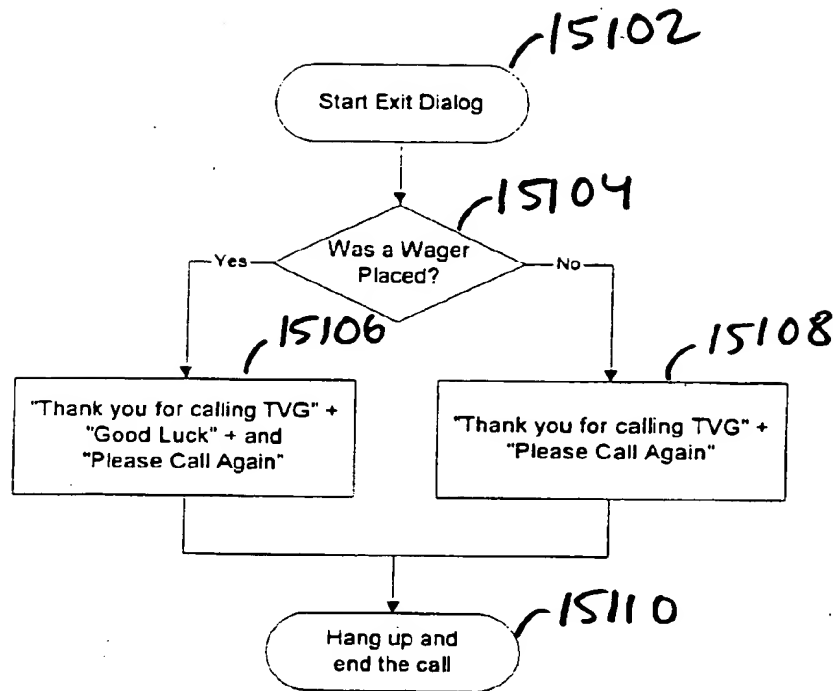 15102
Start Exit Dialog
15104
Was a Wager
Placed?
Yes
No
15106
15108
"Thank you for calling TVG" +
"Good Luck" + and
"Please Call Again"
"Thank you for calling TVG" +
"Please Call Again"
15110
Hang up and
end the call